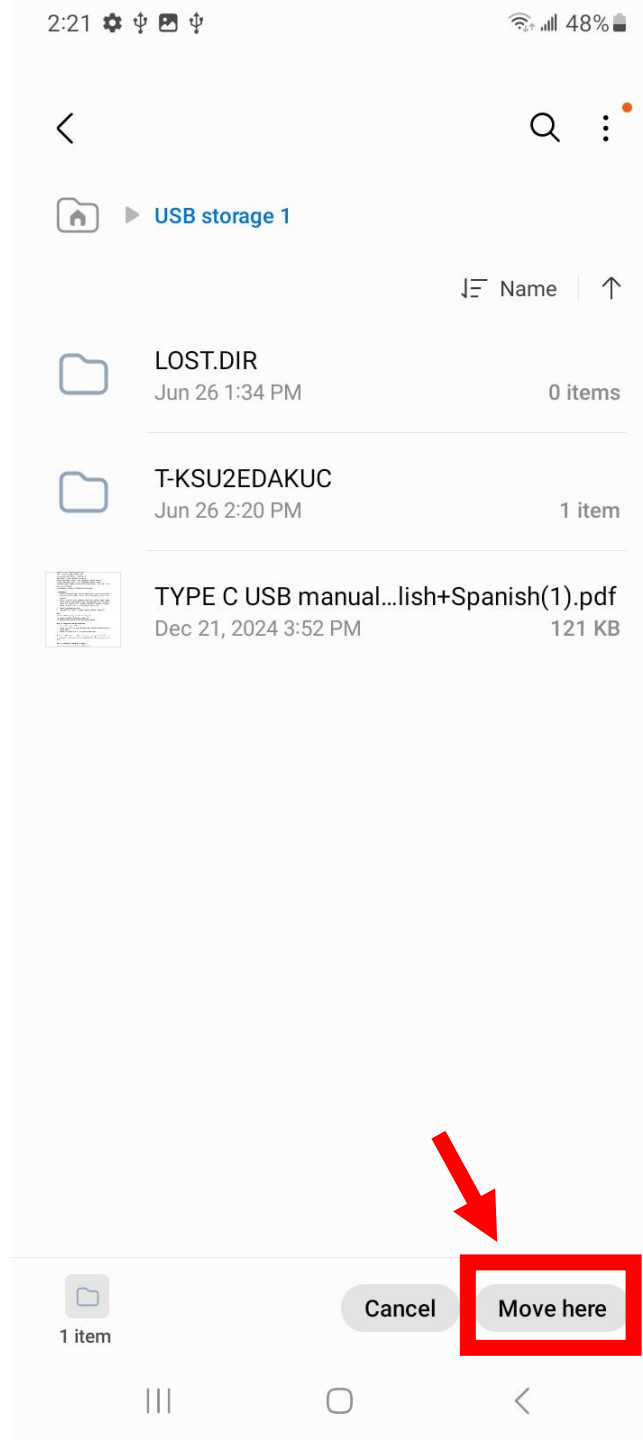 2:21 48%
USB storage 1
Name
LOST.DIR
Jun 26 1:34 PM 0 items
T-KSU2EDAKUC
Jun 26 2:20 PM 1 item
TYPE C USB manual...lish+Spanish(1).pdf
Dec 21, 2024 3:52 PM 121 KB
Cancel Move here
1 item